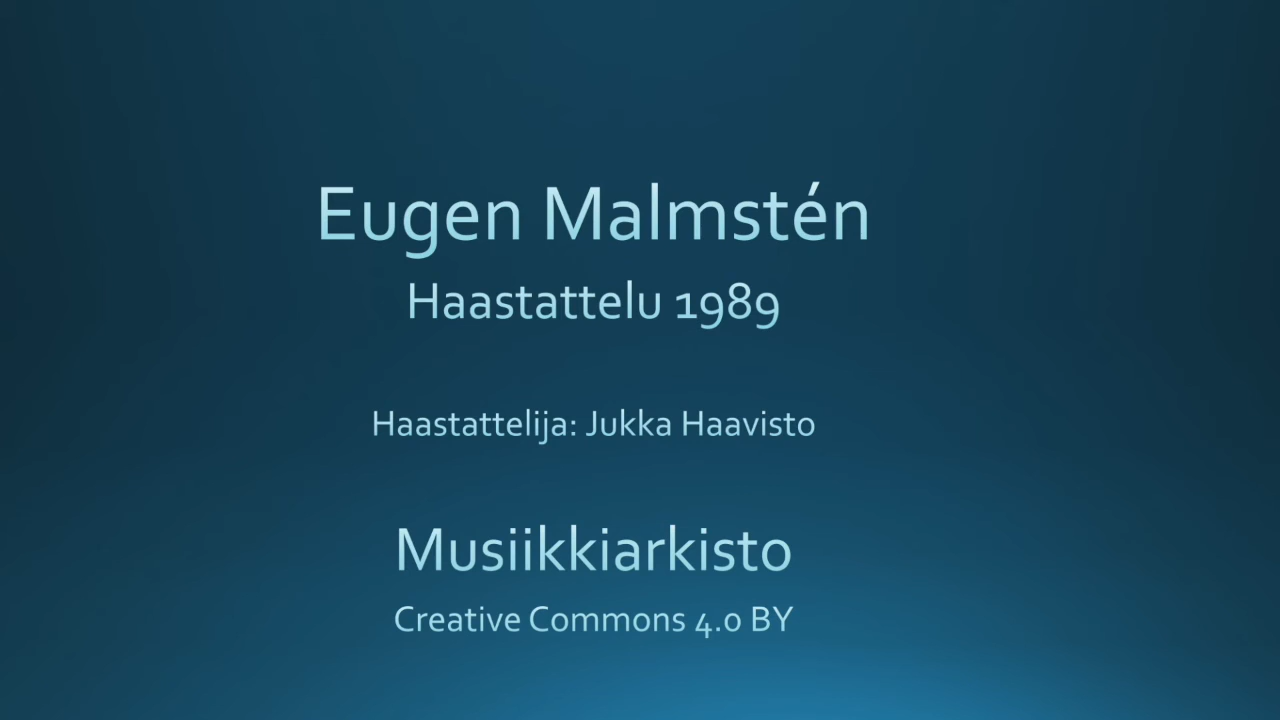 Eugen Malmstén
Haastattelu 1989
Haastattelija: Jukka Haavisto
Musiikkiarkisto
Creative Commons 4.0 BY